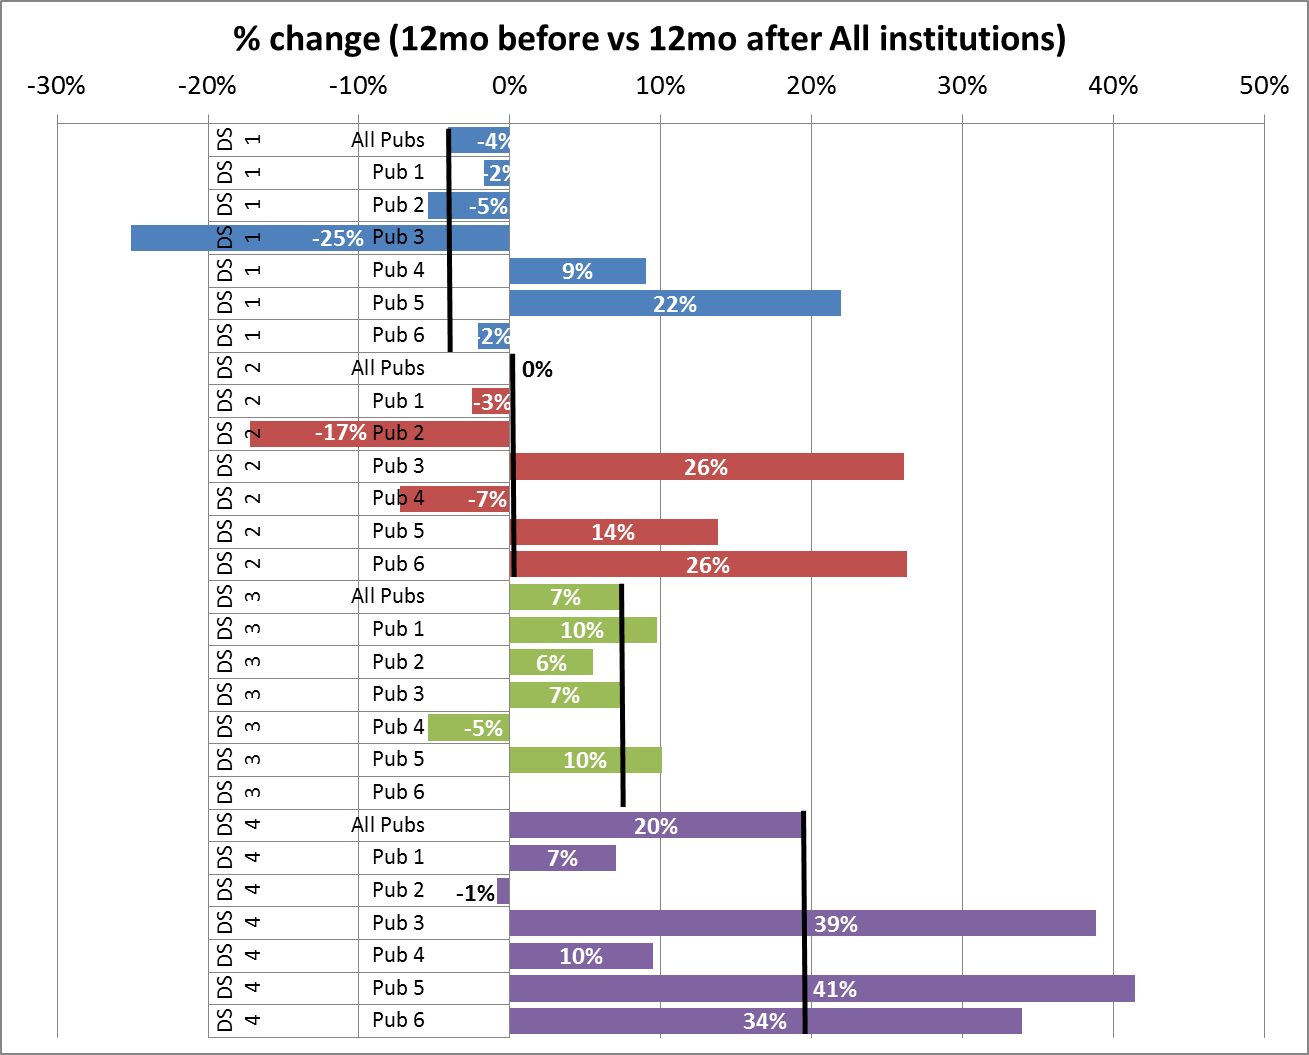 % change (12mo before vs 12mo after All institutions)
-30% -20% -10% 0% 10% 20% 30% 40% 50%
DS 1 All Pubs -4%
DS 1 Pub 1 -2%
DS 1 Pub 2 -5%
DS 1 Pub 3 -25%
DS 1 Pub 4 9%
DS 1 Pub 5 22%
DS 1 Pub 6 -2%
DS 2 All Pubs 0%
DS 2 Pub 1 -3%
DS 2 Pub 2 -17%
DS 2 Pub 3 26%
DS 2 Pub 4 -7%
DS 2 Pub 5 14%
DS 2 Pub 6 26%
DS 3 All Pubs 7%
DS 3 Pub 1 10%
DS 3 Pub 2 6%
DS 3 Pub 3 7%
DS 3 Pub 4 -5%
DS 3 Pub 5 10%
DS 3 Pub 6
DS 4 All Pubs 20%
DS 4 Pub 1 7%
DS 4 Pub 2 -1%
DS 4 Pub 3 39%
DS 4 Pub 4 10%
DS 4 Pub 5 41%
DS 4 Pub 6 34%